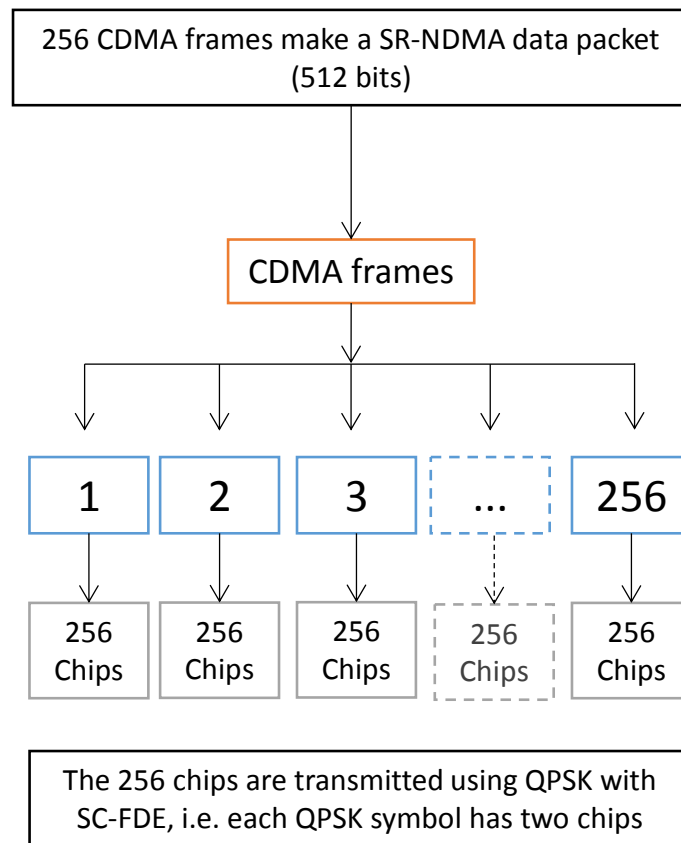 256 CDMA frames make a SR-NDMA data packet
(512 bits)
CDMA frames
1 2 3 ... 256
256 256 256 256 256
Chips Chips Chips Chips Chips
The 256 chips are transmitted using QPSK with
SC-FDE, i.e. each QPSK symbol has two chips